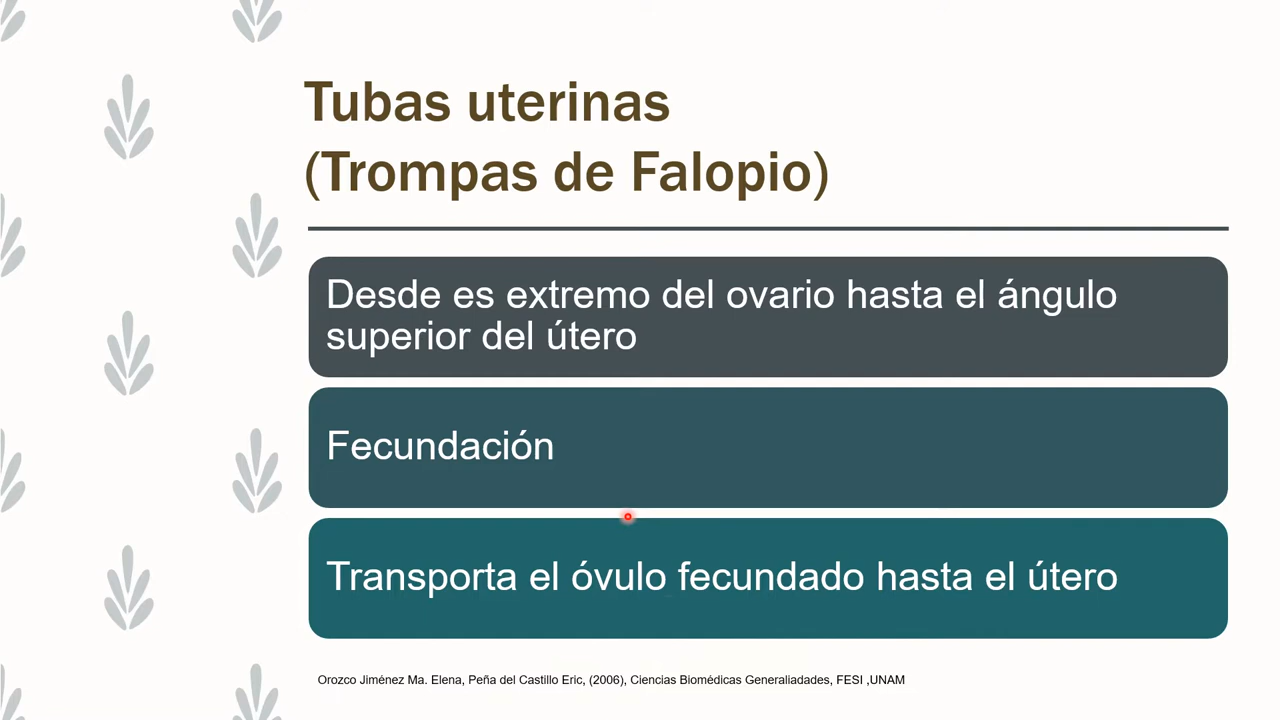 Tubas uterinas
(Trompas de Falopio)
Desde es extremo del ovario hasta el ángulo
superior del útero
Fecundación
Transporta el óvulo fecundado hasta el útero
Orozco Jiménez Ma. Elena, Peña del Castillo Eric, (2006), Ciencias Biomédicas Generaliadades, FESI ,UNAM